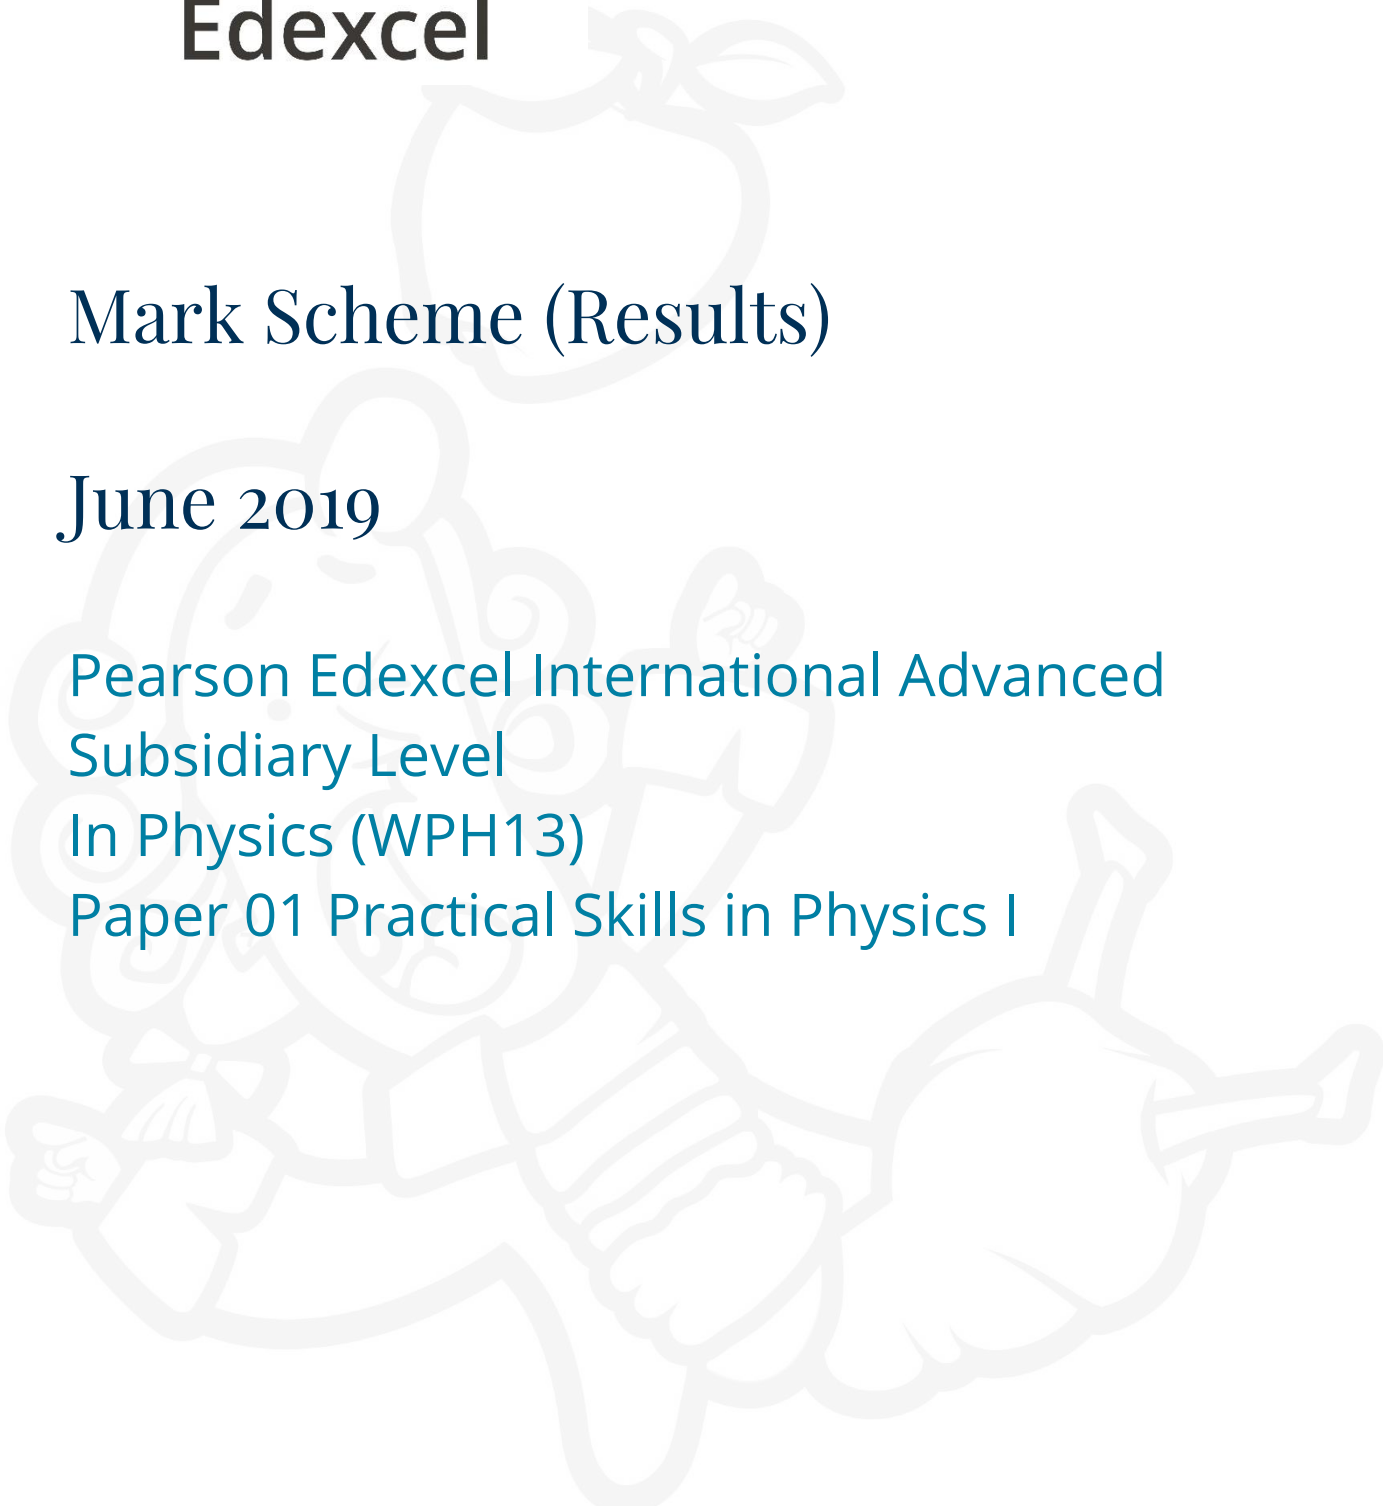 Edexcel
Mark Scheme (Results)
June 2019
Pearson Edexcel International Advanced
Subsidiary Level
In Physics (WPH13)
Paper 01 Practical Skills in Physics I